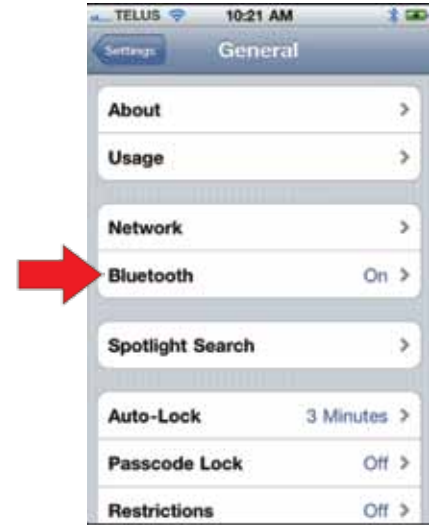 TELUS 10:21 AM
Settings General
About
Usage
Network
Bluetooth On
Spotlight Search
Auto-Lock 3 Minutes
Passcode Lock Off
Restrictions Off